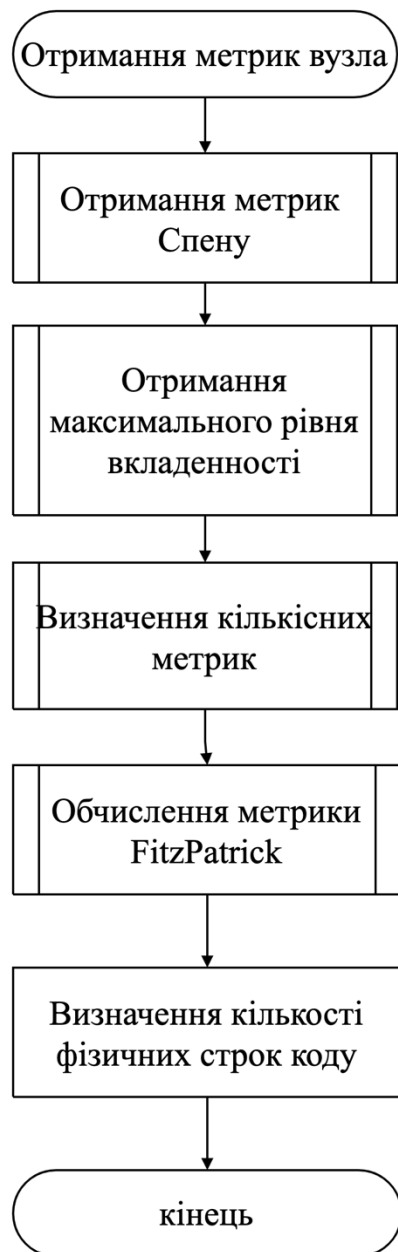 Отримання метрик вузла
Отримання метрик
Спену
Отримання
максимального рівня
вкладенності
Визначення кількісних
метрик
Обчислення метрики
FitzPatrick
Визначення кількості
фізичних строк коду
кінець